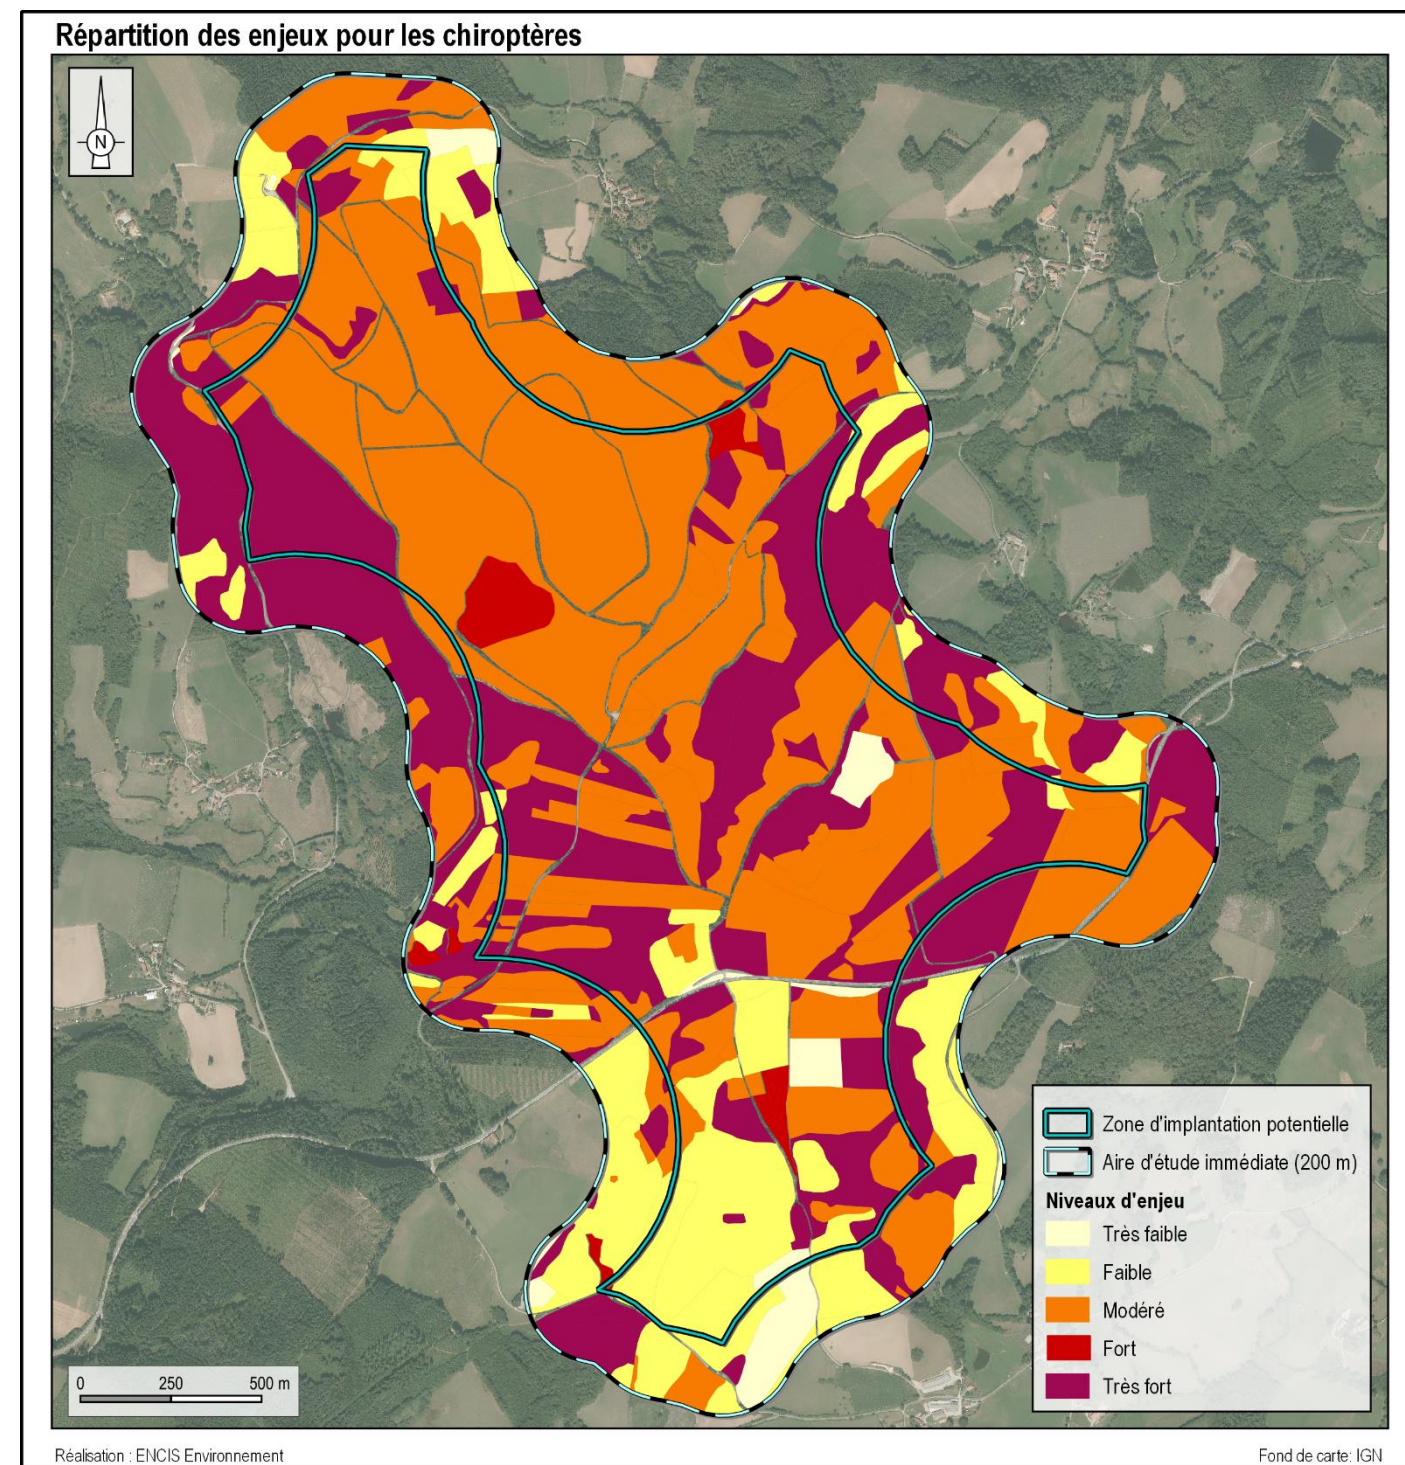 Répartition des enjeux pour les chiroptères
N
Zone d'implantation potentielle
Aire d'étude immédiate (200 m)
Niveaux d'enjeu
Très faible
Faible
Modéré
Fort
Très fort
0 250 500 m
Réalisation : ENCIS Environnement
Fond de carte: IGN